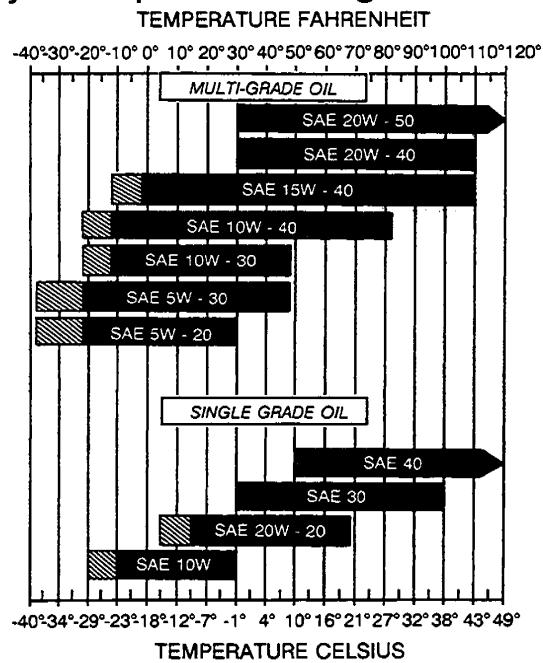 TEMPERATURE FAHRENHEIT
-40°-30°-20°-10° 0° 10° 20° 30° 40° 50° 60° 70° 80° 90° 100° 110° 120°
MULTI-GRADE OIL
SAE 20W - 50
SAE 20W - 40
SAE 15W - 40
SAE 10W - 40
SAE 10W - 30
SAE 5W - 30
SAE 5W - 20
SINGLE GRADE OIL
SAE 40
SAE 30
SAE 20W - 20
SAE 10W
-40°-34°-29°-23°-18°-12°-7° -1° 4° 10° 16° 21° 27° 32° 38° 43° 49°
TEMPERATURE CELSIUS